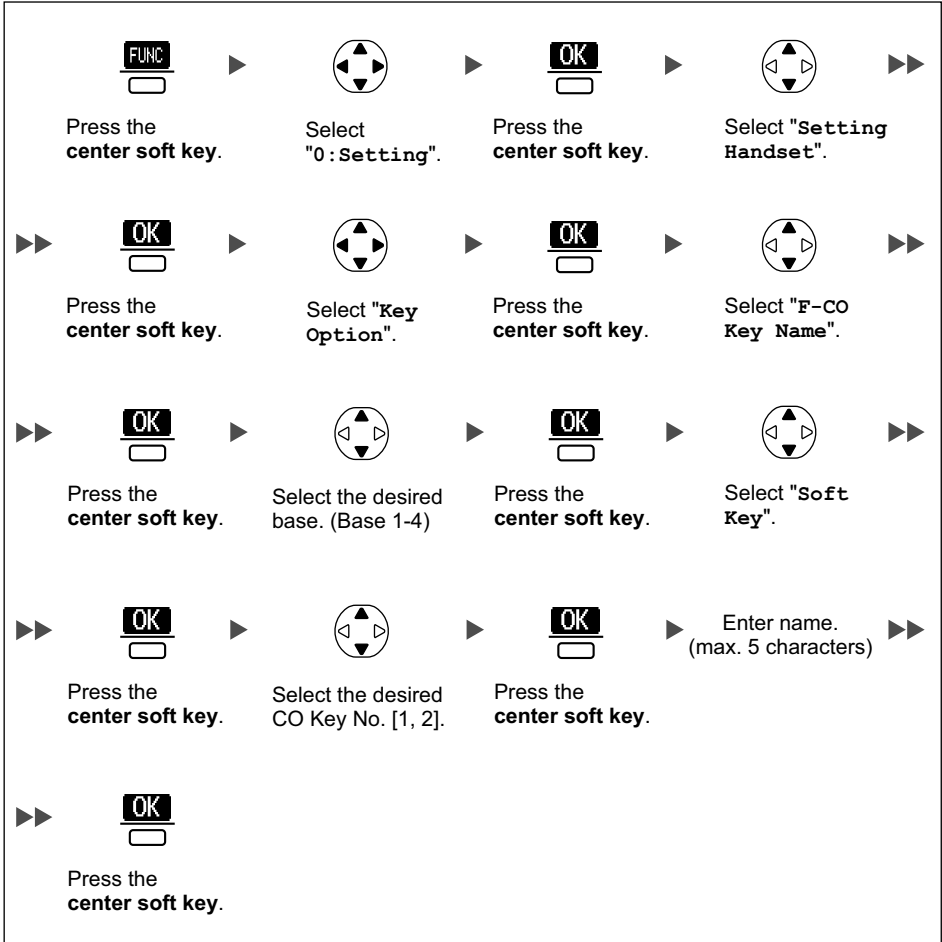 FUNC
OK
Press the
center soft key.
Select
"0:Setting".
Press the
center soft key.
Select "Setting
Handset".
OK
OK
Press the
center soft key.
Select "Key
Option".
Press the
center soft key.
Select "F-CO
Key Name".
OK
OK
Press the
center soft key.
Select the desired
base. (Base 1-4)
Press the
center soft key.
Select "Soft
Key".
OK
OK
Enter name.
(max. 5 characters)
Press the
center soft key.
Select the desired
CO Key No. [1, 2].
Press the
center soft key.
OK
Press the
center soft key.